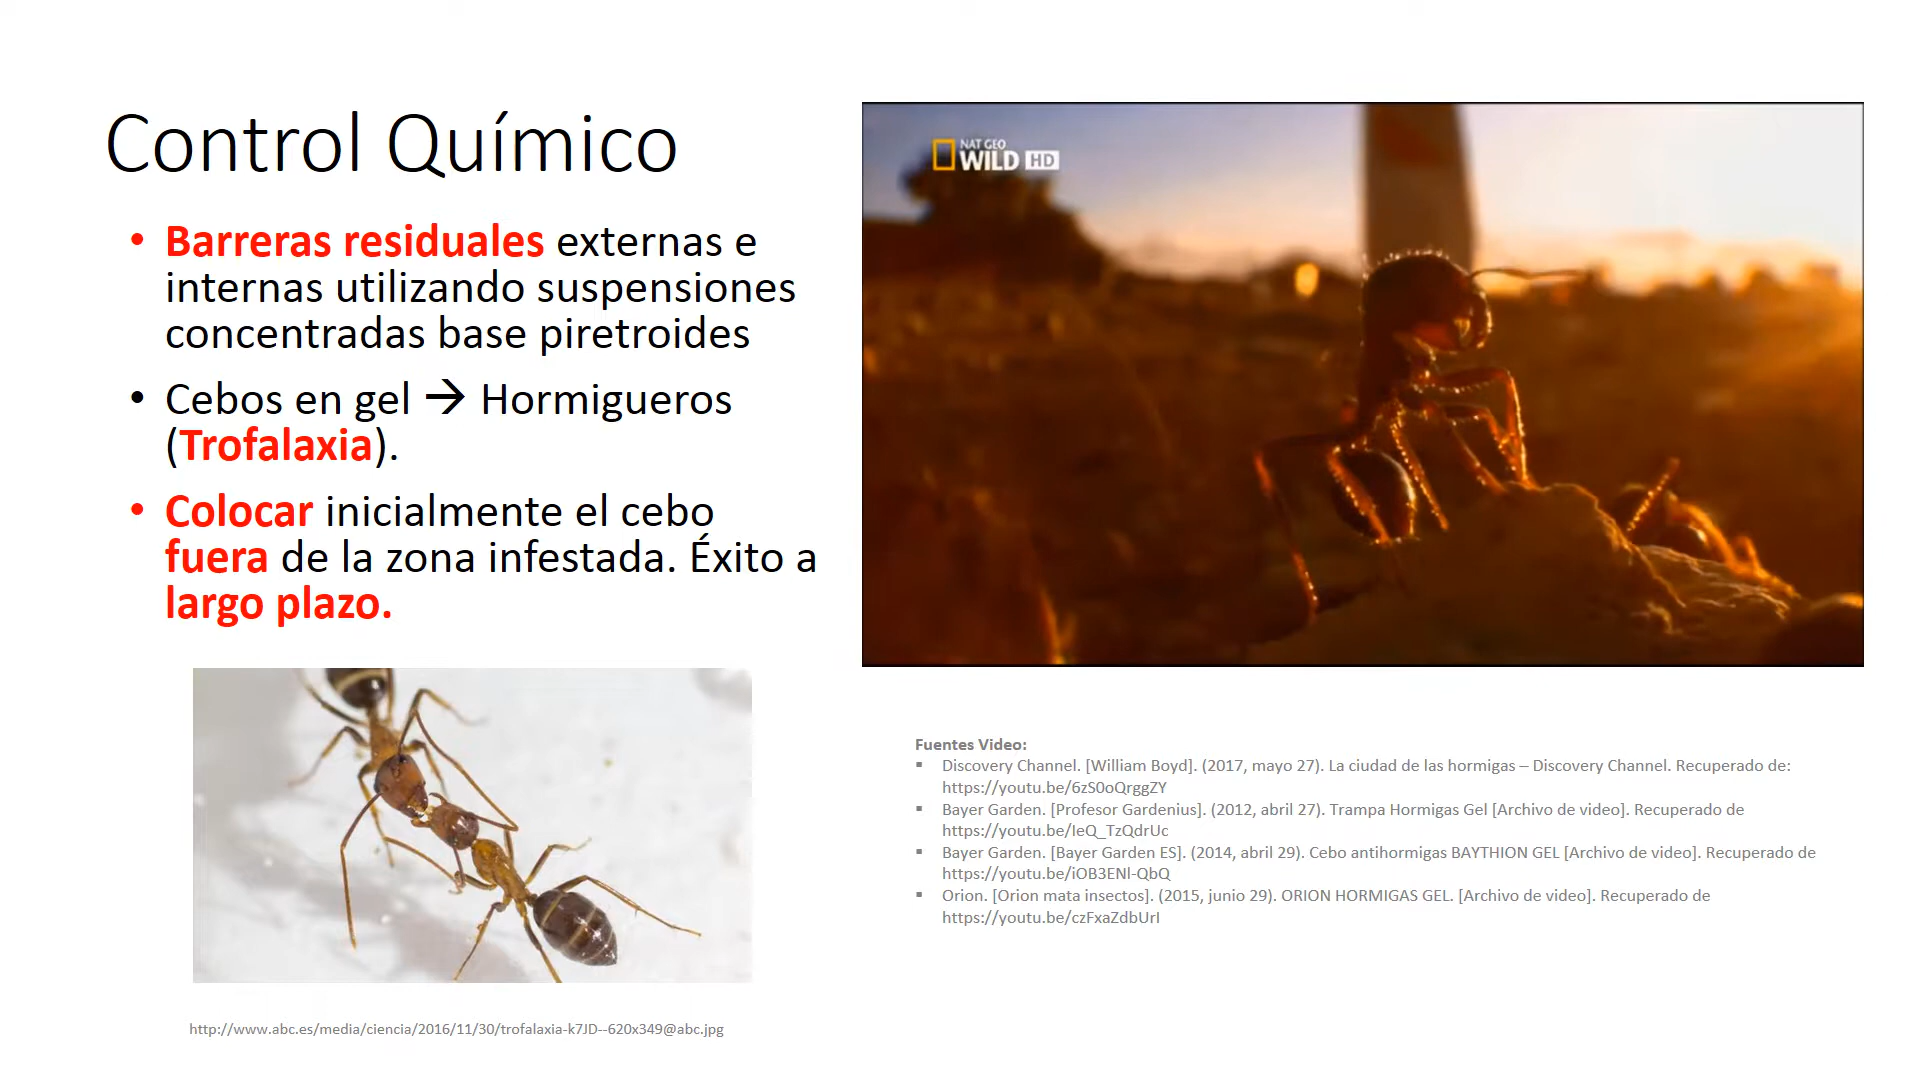 Control Químico
• Barreras residuales externas e
internas utilizando suspensiones
concentradas base piretroides
• Cebos en gel → Hormigueros
(Trofalaxia).
• Colocar inicialmente el cebo
fuera de la zona infestada. Éxito a
largo plazo.
http://www.abc.es/media/ciencia/2016/11/30/trofalaxia-k7JD--620x349@abc.jpg
NAT GEO
WILD HD
Fuentes Video:
▪ Discovery Channel. [William Boyd]. (2017, mayo 27). La ciudad de las hormigas – Discovery Channel. Recuperado de:
https://youtu.be/6zS0oQrggZY
▪ Bayer Garden. [Profesor Gardenius]. (2012, abril 27). Trampa Hormigas Gel [Archivo de video]. Recuperado de
https://youtu.be/IeQ_TzQdrUc
▪ Bayer Garden. [Bayer Garden ES]. (2014, abril 29). Cebo antihormigas BAYTHION GEL [Archivo de video]. Recuperado de
https://youtu.be/iOB3ENl-QbQ
▪ Orion. [Orion mata insectos]. (2015, junio 29). ORION HORMIGAS GEL. [Archivo de video]. Recuperado de
https://youtu.be/czFxaZdbUrI